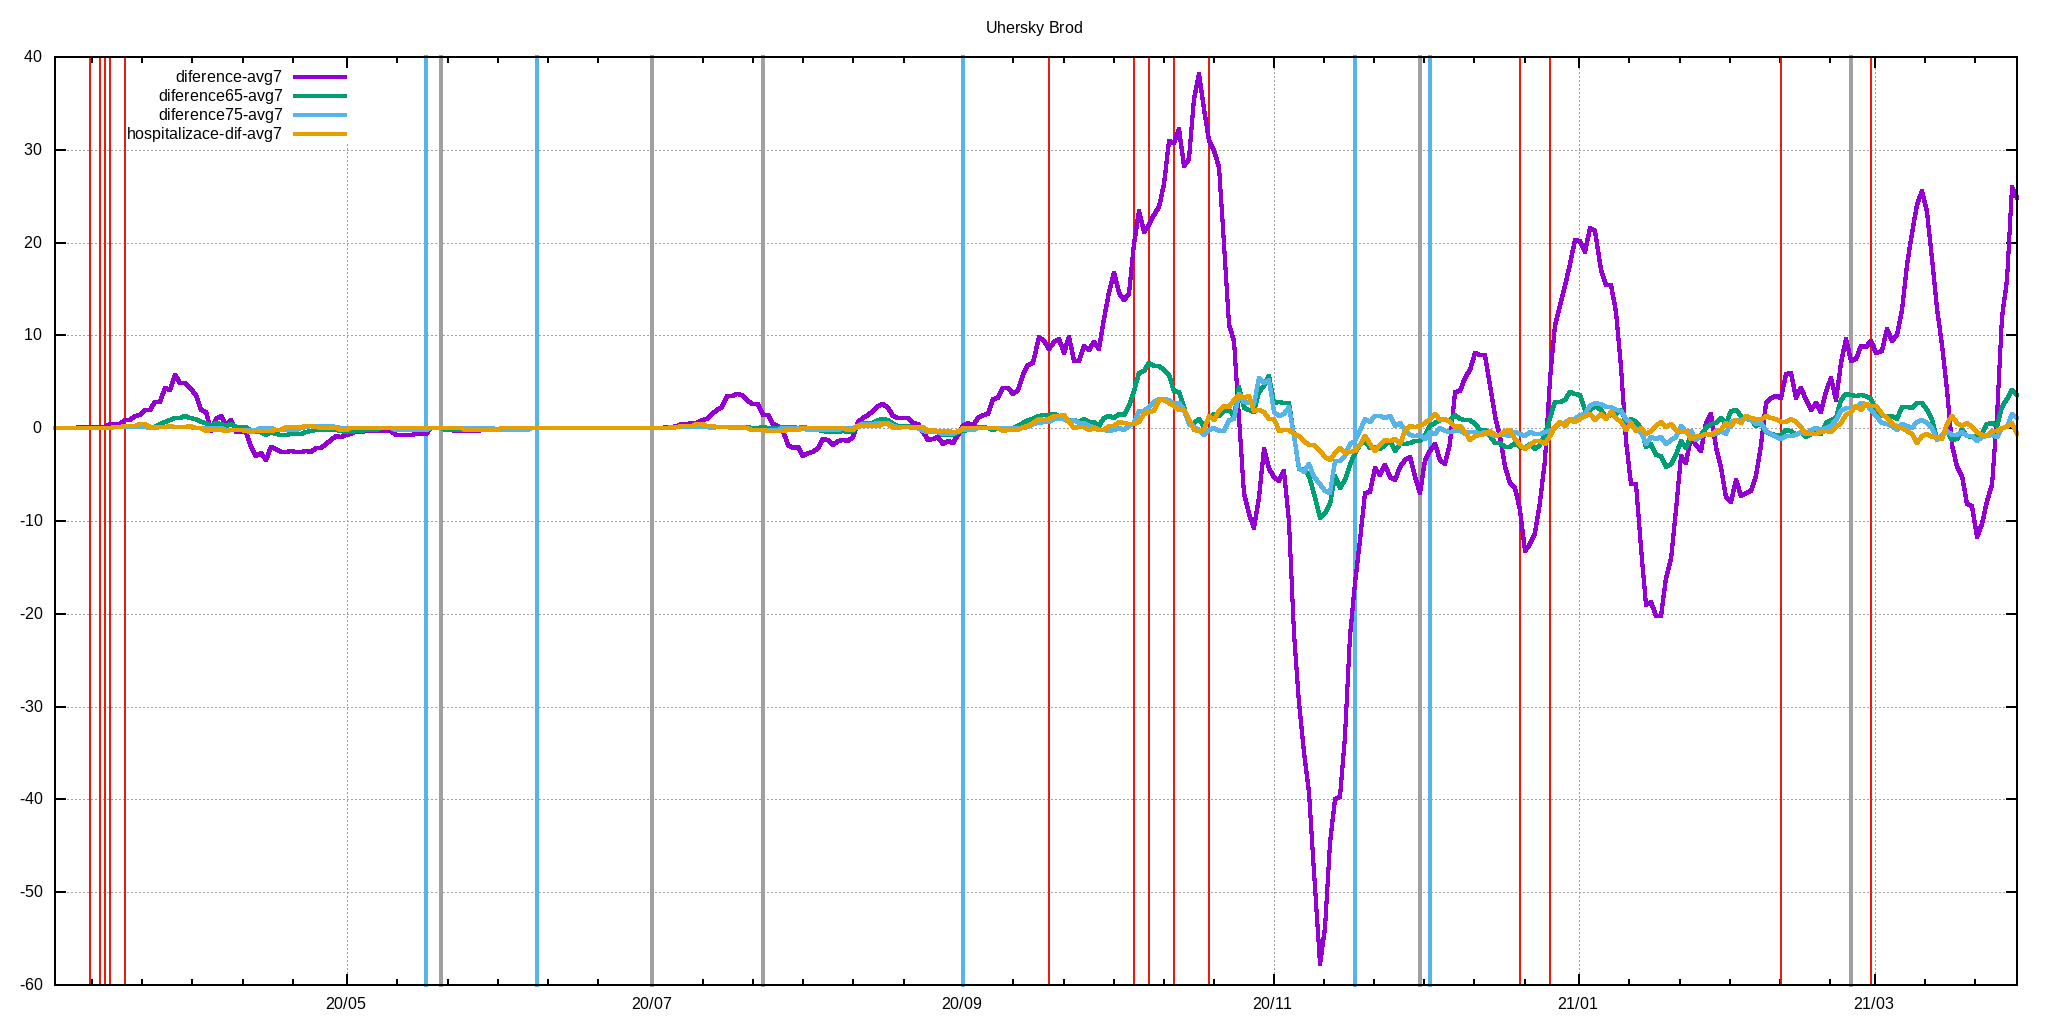 Uhersky Brod
diference-avg7
diference65-avg7
diference75-avg7
hospitalizace-dif-avg7
40
30
20
10
0
-10
-20
-30
-40
-50
-60
20/05 20/07 20/09 20/11 21/01 21/03